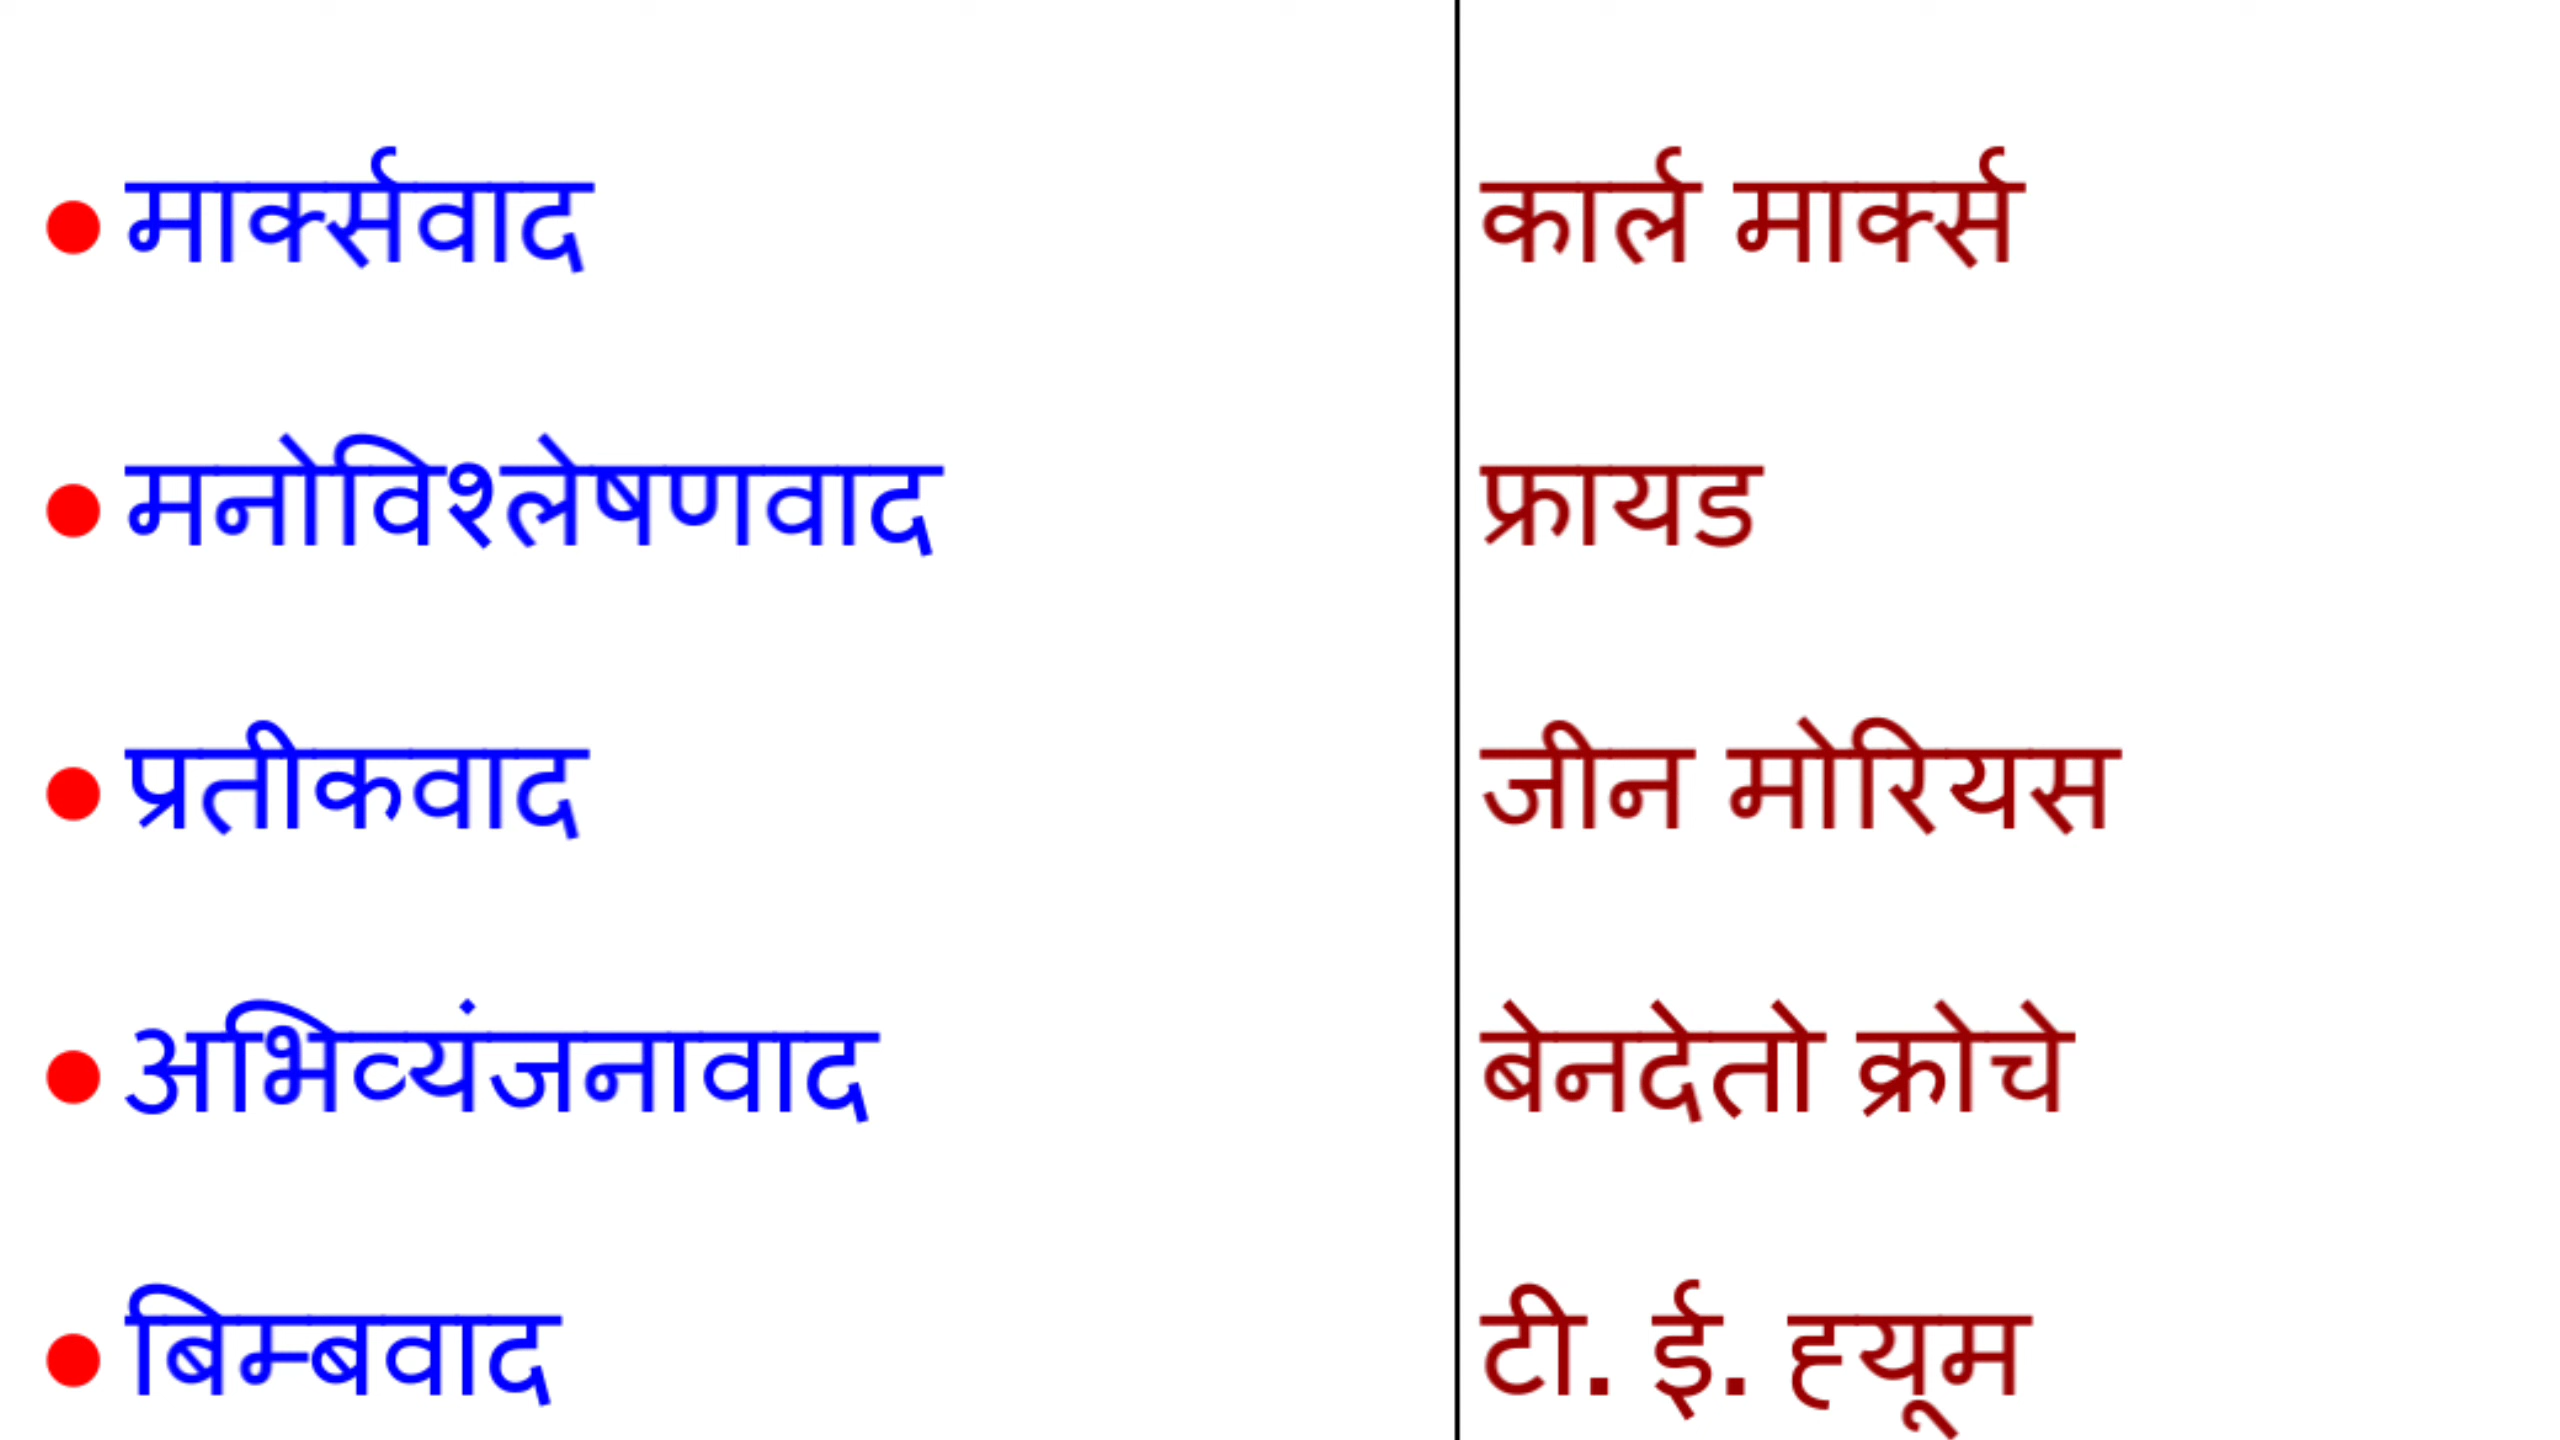 • मार्क्सवाद कार्ल मार्क्स
• मनोविश्लेषणवाद फ्रायड
• प्रतीकवाद जीन मोरियस
• अभिव्यंजनावाद बेनदेतो क्रोचे
• बिम्बवाद टी. ई. ह्यूम